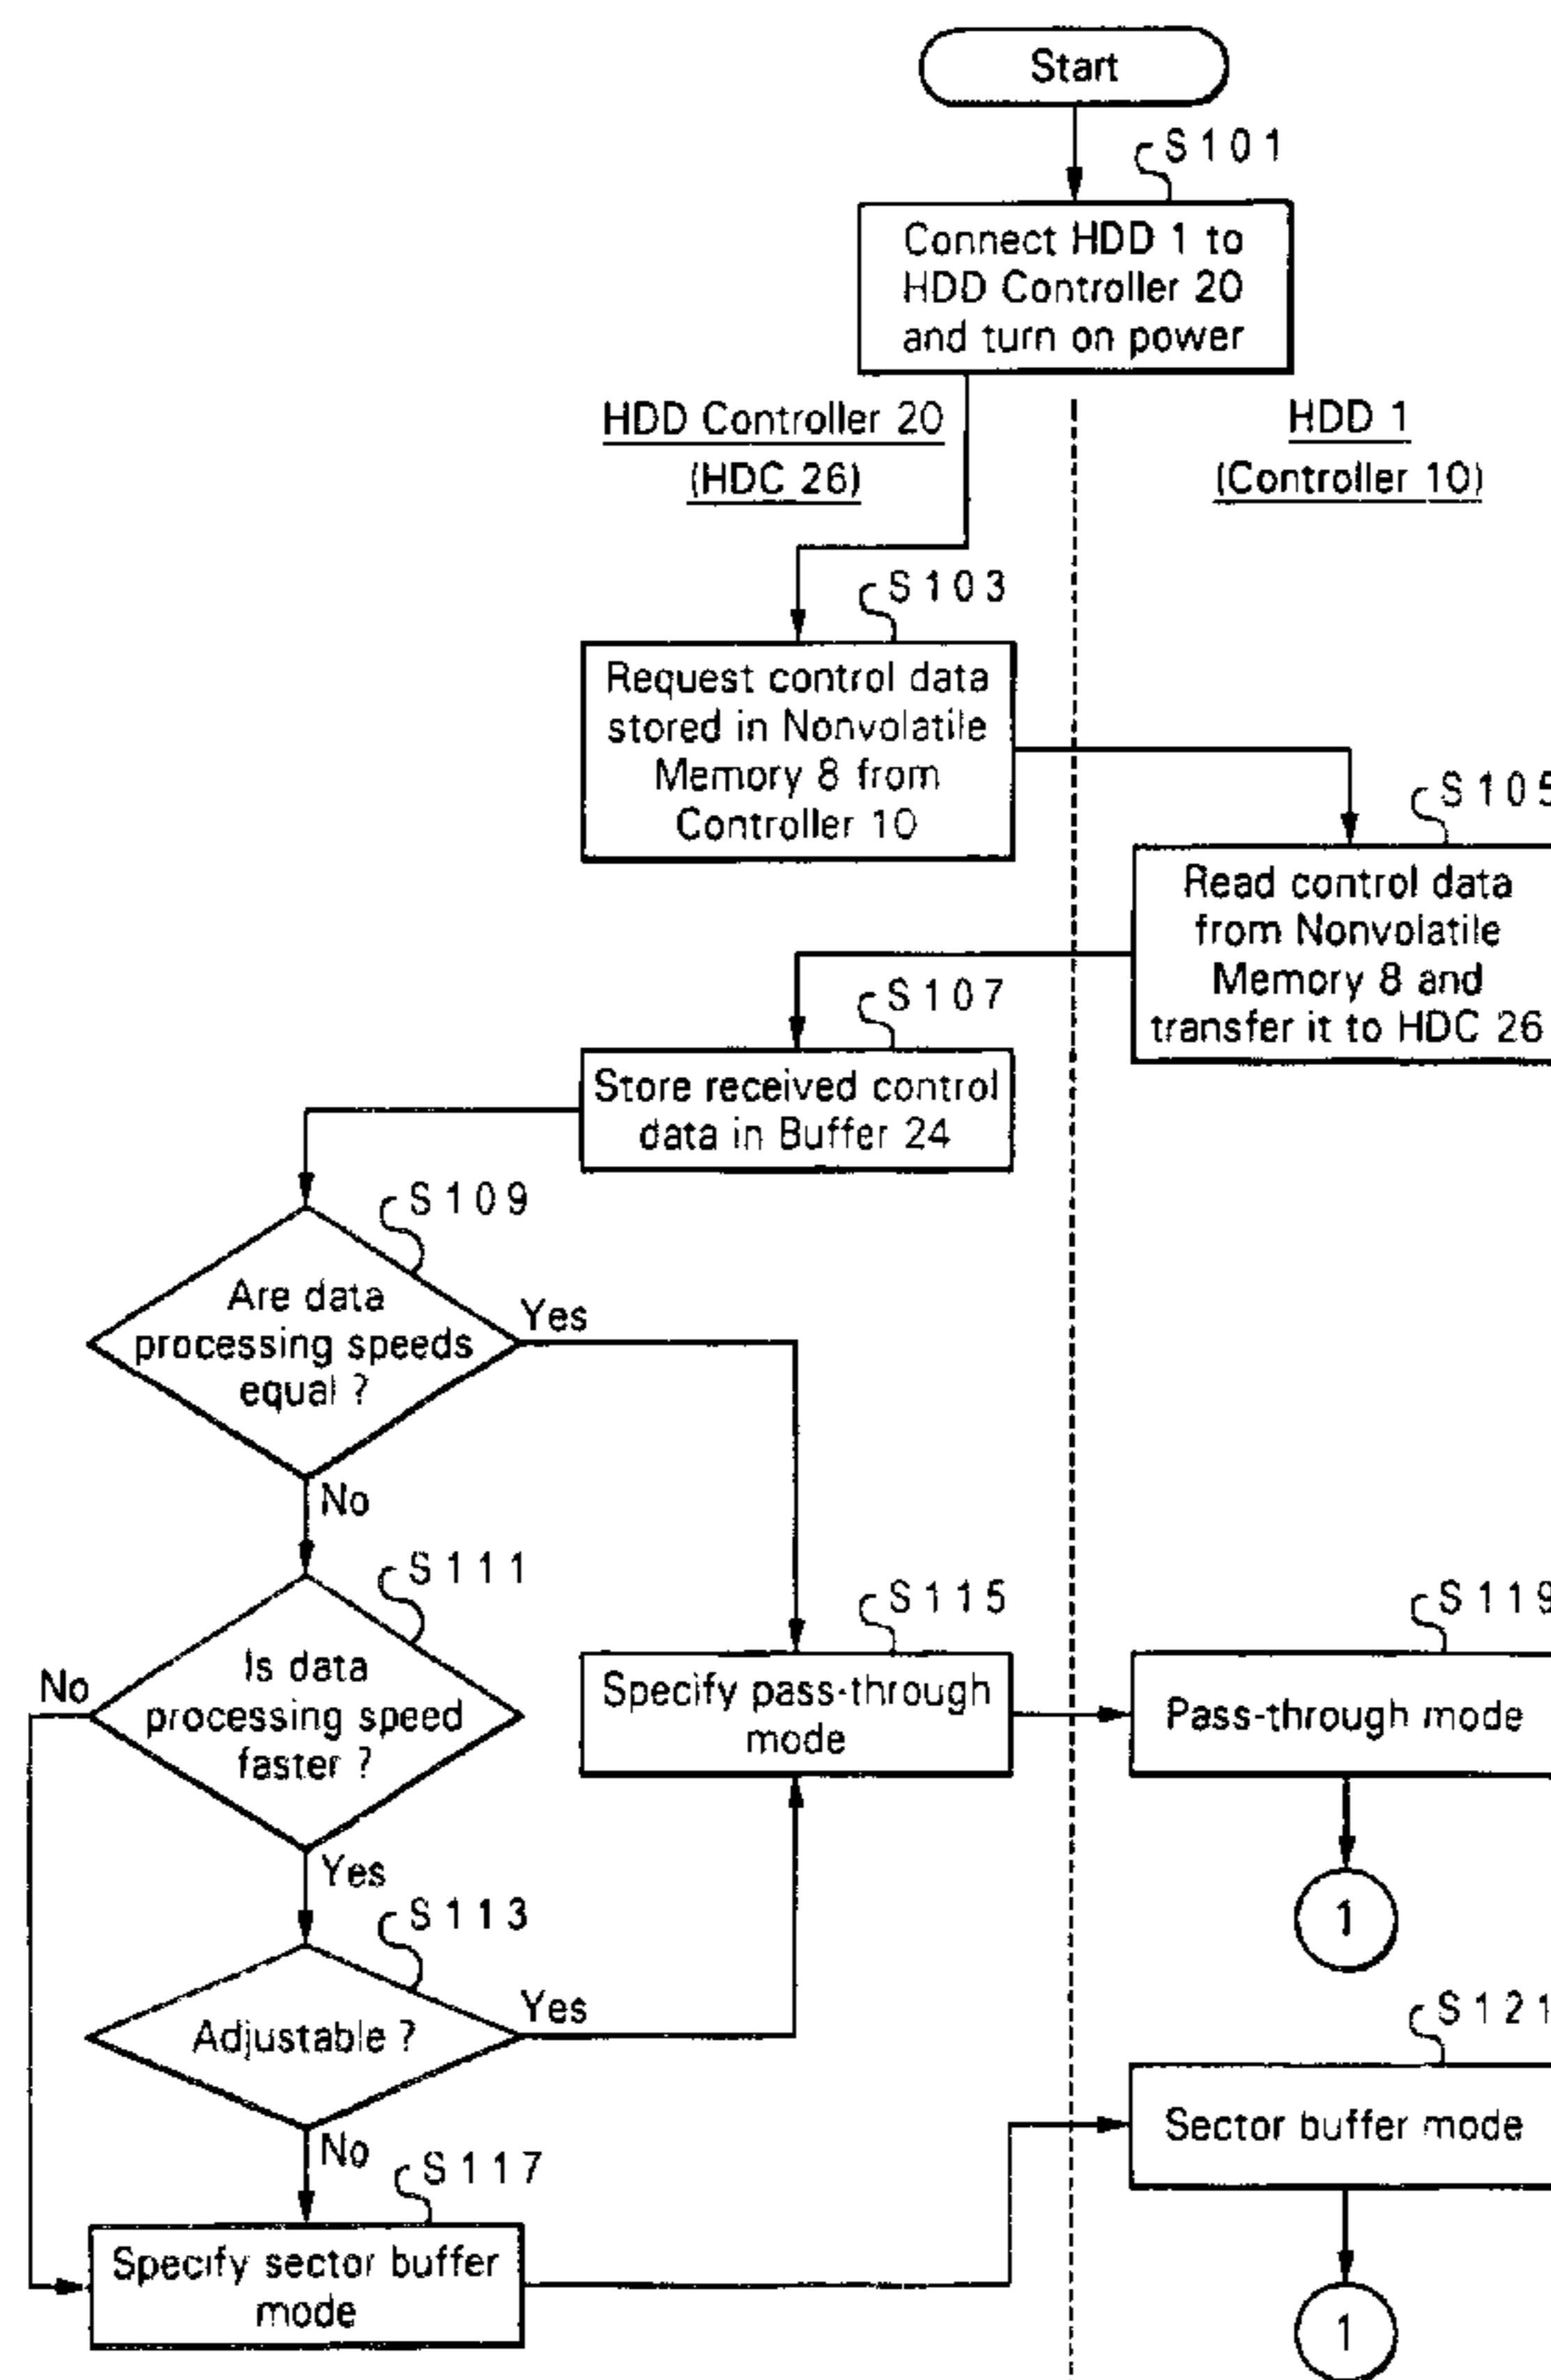 Start
S101
Connect HDD 1 to
HDD Controller 20
and turn on power
HDD Controller 20
(HDC 26)
HDD 1
(Controller 10)
S103
Request control data
stored in Nonvolatile
Memory 8 from
Controller 10
S105
Read control data
from Nonvolatile
Memory 8 and
transfer it to HDC 26
S107
Store received control
data in Buffer 24
S109
Are data
processing speeds
equal ?
Yes
No
S111
Is data
processing speed
faster ?
No
Yes
S115
Specify pass-through
mode
S119
Pass-through mode
1
S113
Adjustable ?
Yes
No
S121
Sector buffer mode
1
S117
Specify sector buffer
mode